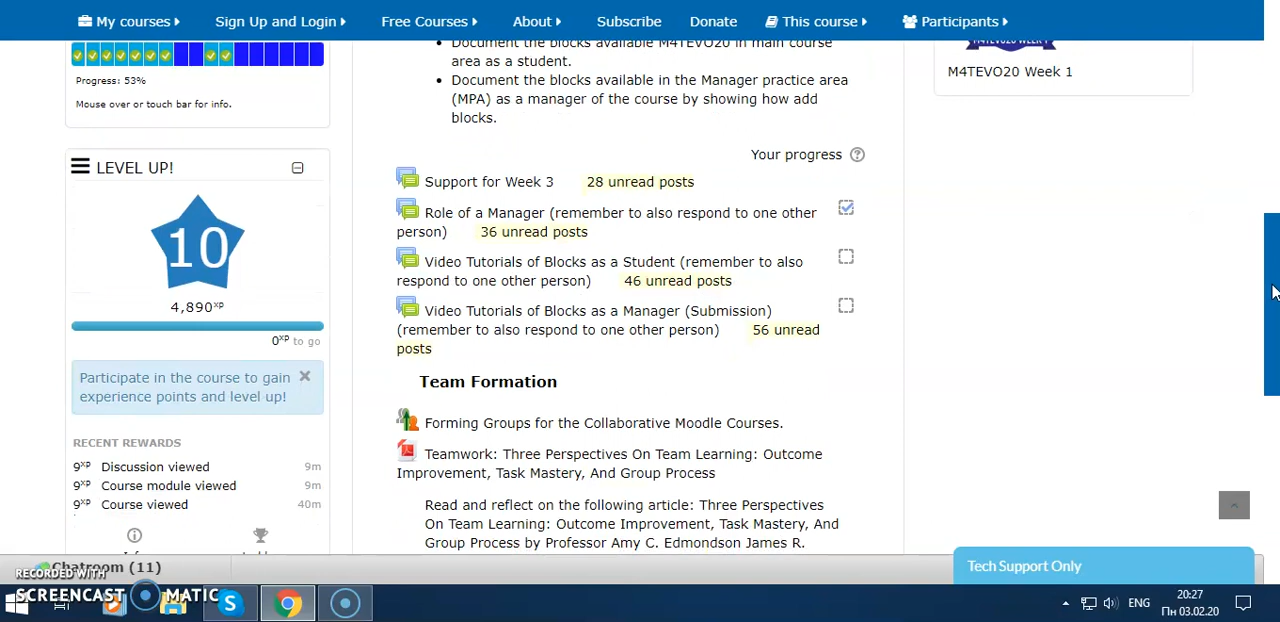 My courses
Sign Up and Login
Free Courses
About
Subscribe
Donate
This course
Participants
Progress: 53%
Mouse over or touch bar for info.
LEVEL UP!
10
4,890xp
0xp to go
Participate in the course to gain
experience points and level up!
RECENT REWARDS
9xp Discussion viewed 9m
9xp Course module viewed 9m
9xp Course viewed 40m
Document the blocks available M4TEVO20 in main course
area as a student.
Document the blocks available in the Manager practice area
(MPA) as a manager of the course by showing how add
blocks.
Your progress
Support for Week 3 28 unread posts
Role of a Manager (remember to also respond to one other
person) 36 unread posts
Video Tutorials of Blocks as a Student (remember to also
respond to one other person) 46 unread posts
Video Tutorials of Blocks as a Manager (Submission)
(remember to also respond to one other person) 56 unread
posts
Team Formation
Forming Groups for the Collaborative Moodle Courses.
Teamwork: Three Perspectives On Team Learning: Outcome
Improvement, Task Mastery, And Group Process
Read and reflect on the following article: Three Perspectives
On Team Learning: Outcome Improvement, Task Mastery, And
Group Process by Professor Amy C. Edmondson James R.
M4TEVO20 Week 1
Chatroom (11)
Tech Support Only
RECORDED WITH
SCREENCAST MATIC
ENG
20:27
Пн 03.02.20